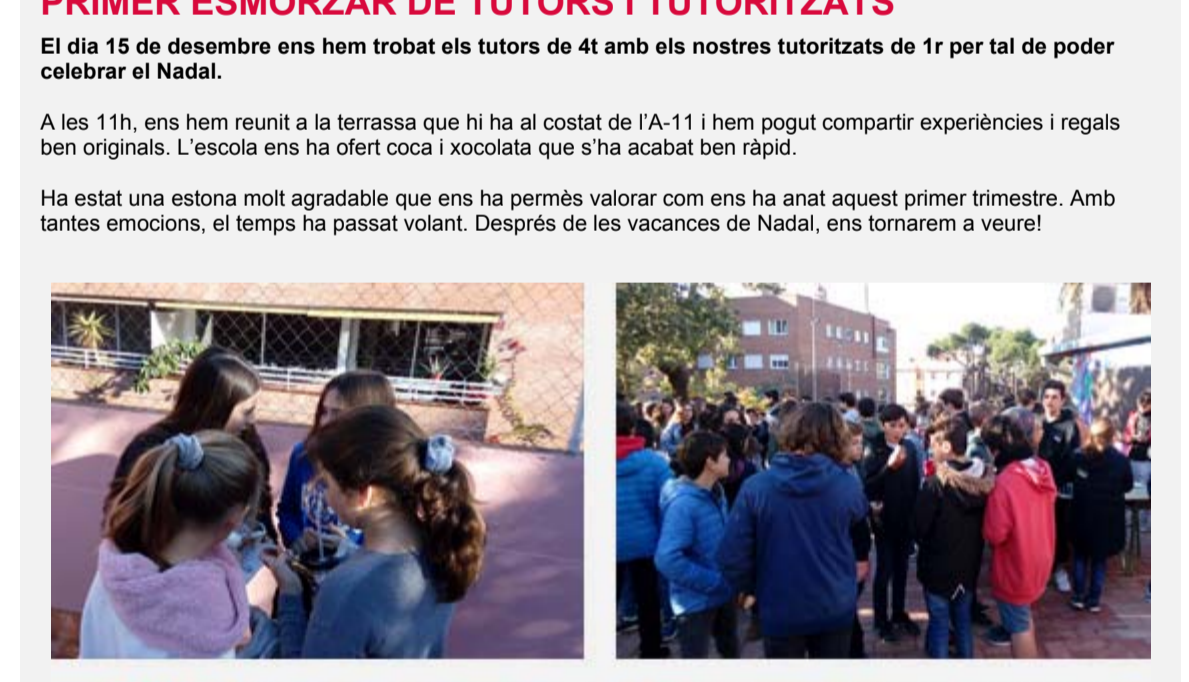 PRIMER ESMORZAR DE TUTORS I TUTORITZATS
El dia 15 de desembre ens hem trobat els tutors de 4t amb els nostres tutoritzats de 1r per tal de poder
celebrar el Nadal.
A les 11h, ens hem reunit a la terrassa que hi ha al costat de l’A-11 i hem pogut compartir experiències i regals
ben originals. L’escola ens ha ofert coca i xocolata que s’ha acabat ben ràpid.
Ha estat una estona molt agradable que ens ha permès valorar com ens ha anat aquest primer trimestre. Amb
tantes emocions, el temps ha passat volant. Després de les vacances de Nadal, ens tornarem a veure!